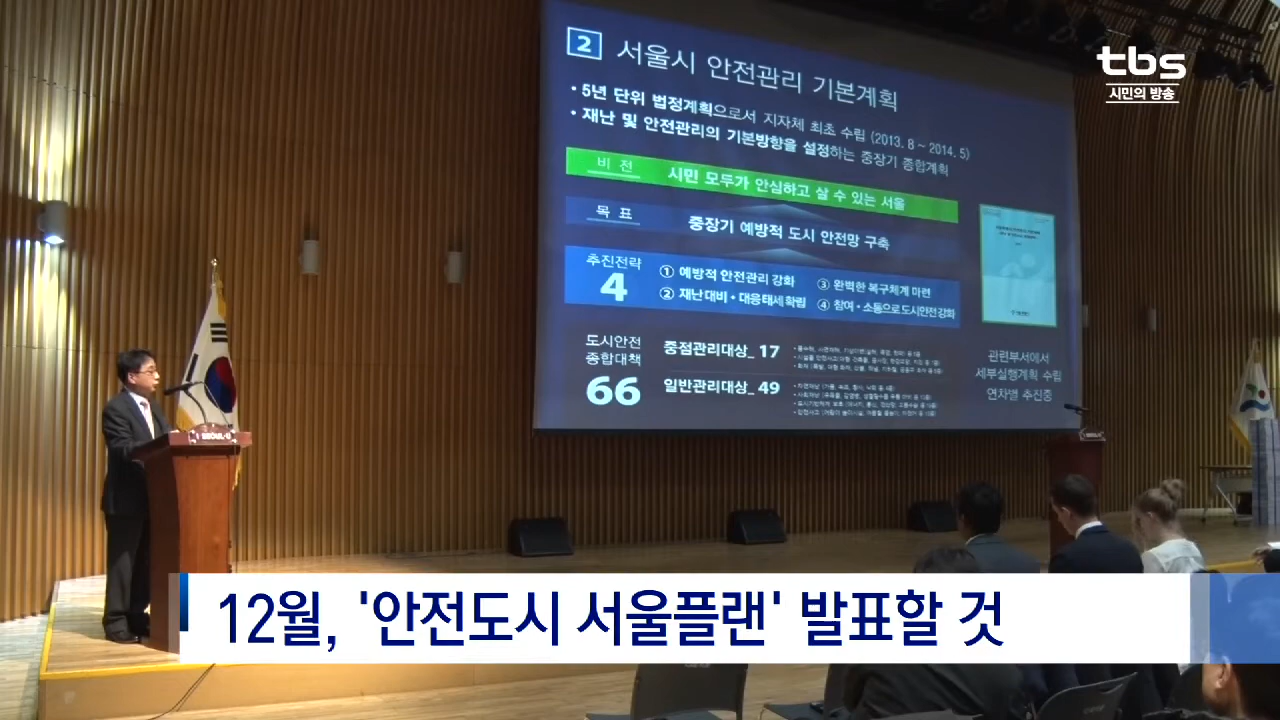 tbs
시민의 방송
2 서울시 안전관리 기본계획
• 5년 단위 법정계획으로서 지자체 최초 수립 (2013. 8 ~ 2014. 5)
• 재난 및 안전관리의 기본방향을 설정하는 중장기 종합계획
비 전 시민 모두가 안심하고 살 수 있는 서울
목 표 중장기 예방적 도시 안전망 구축
추진전략
4
① 예방적 안전관리 강화 ③ 완벽한 복구체계 마련
② 재난대비·대응태세 확립 ④ 참여·소통으로 도시안전 강화
도시안전
종합대책
66
중점관리대상_ 17
일반관리대상_ 49
관련부서에서
세부실행계획 수립
연차별 추진중
I·SEOUL·U
12월, '안전도시 서울플랜' 발표할 것